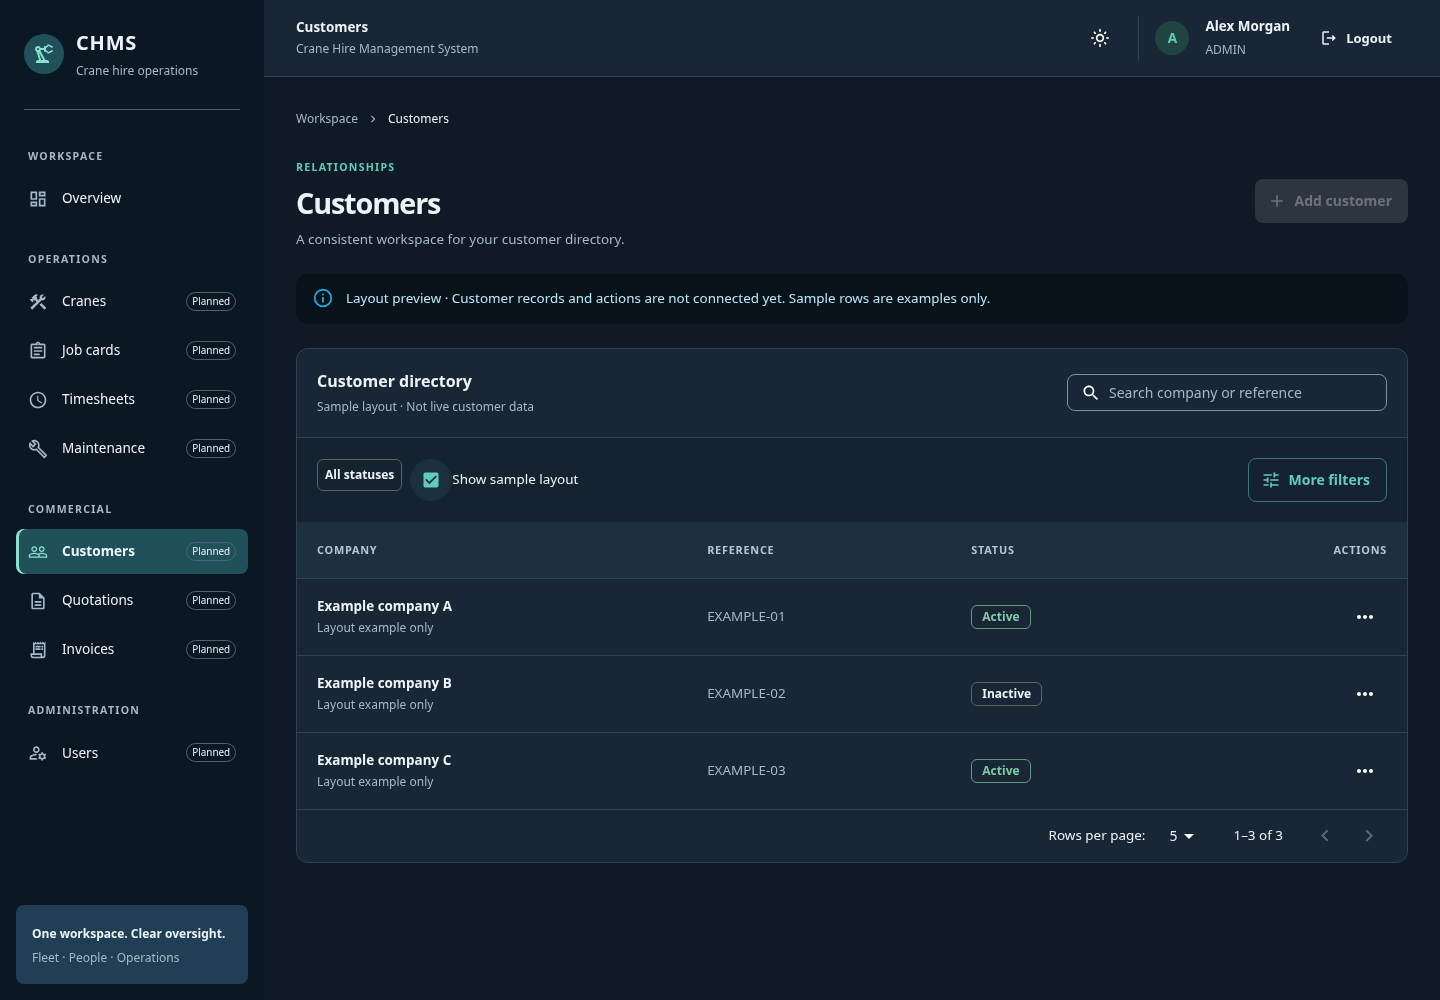 CHMS
Crane hire operations
WORKSPACE
Overview
OPERATIONS
Cranes Planned
Job cards Planned
Timesheets Planned
Maintenance Planned
COMMERCIAL
Customers Planned
Quotations Planned
Invoices Planned
ADMINISTRATION
Users Planned
One workspace. Clear oversight.
Fleet · People · Operations
Customers
Crane Hire Management System
A
Alex Morgan
ADMIN
Logout
Workspace › Customers
RELATIONSHIPS
Customers
A consistent workspace for your customer directory.
Add customer
Layout preview · Customer records and actions are not connected yet. Sample rows are examples only.
Customer directory
Sample layout · Not live customer data
Search company or reference
All statuses
Show sample layout
More filters
COMPANY REFERENCE STATUS ACTIONS
Example company A
Layout example only
EXAMPLE-01
Active
Example company B
Layout example only
EXAMPLE-02
Inactive
Example company C
Layout example only
EXAMPLE-03
Active
Rows per page: 5 1–3 of 3